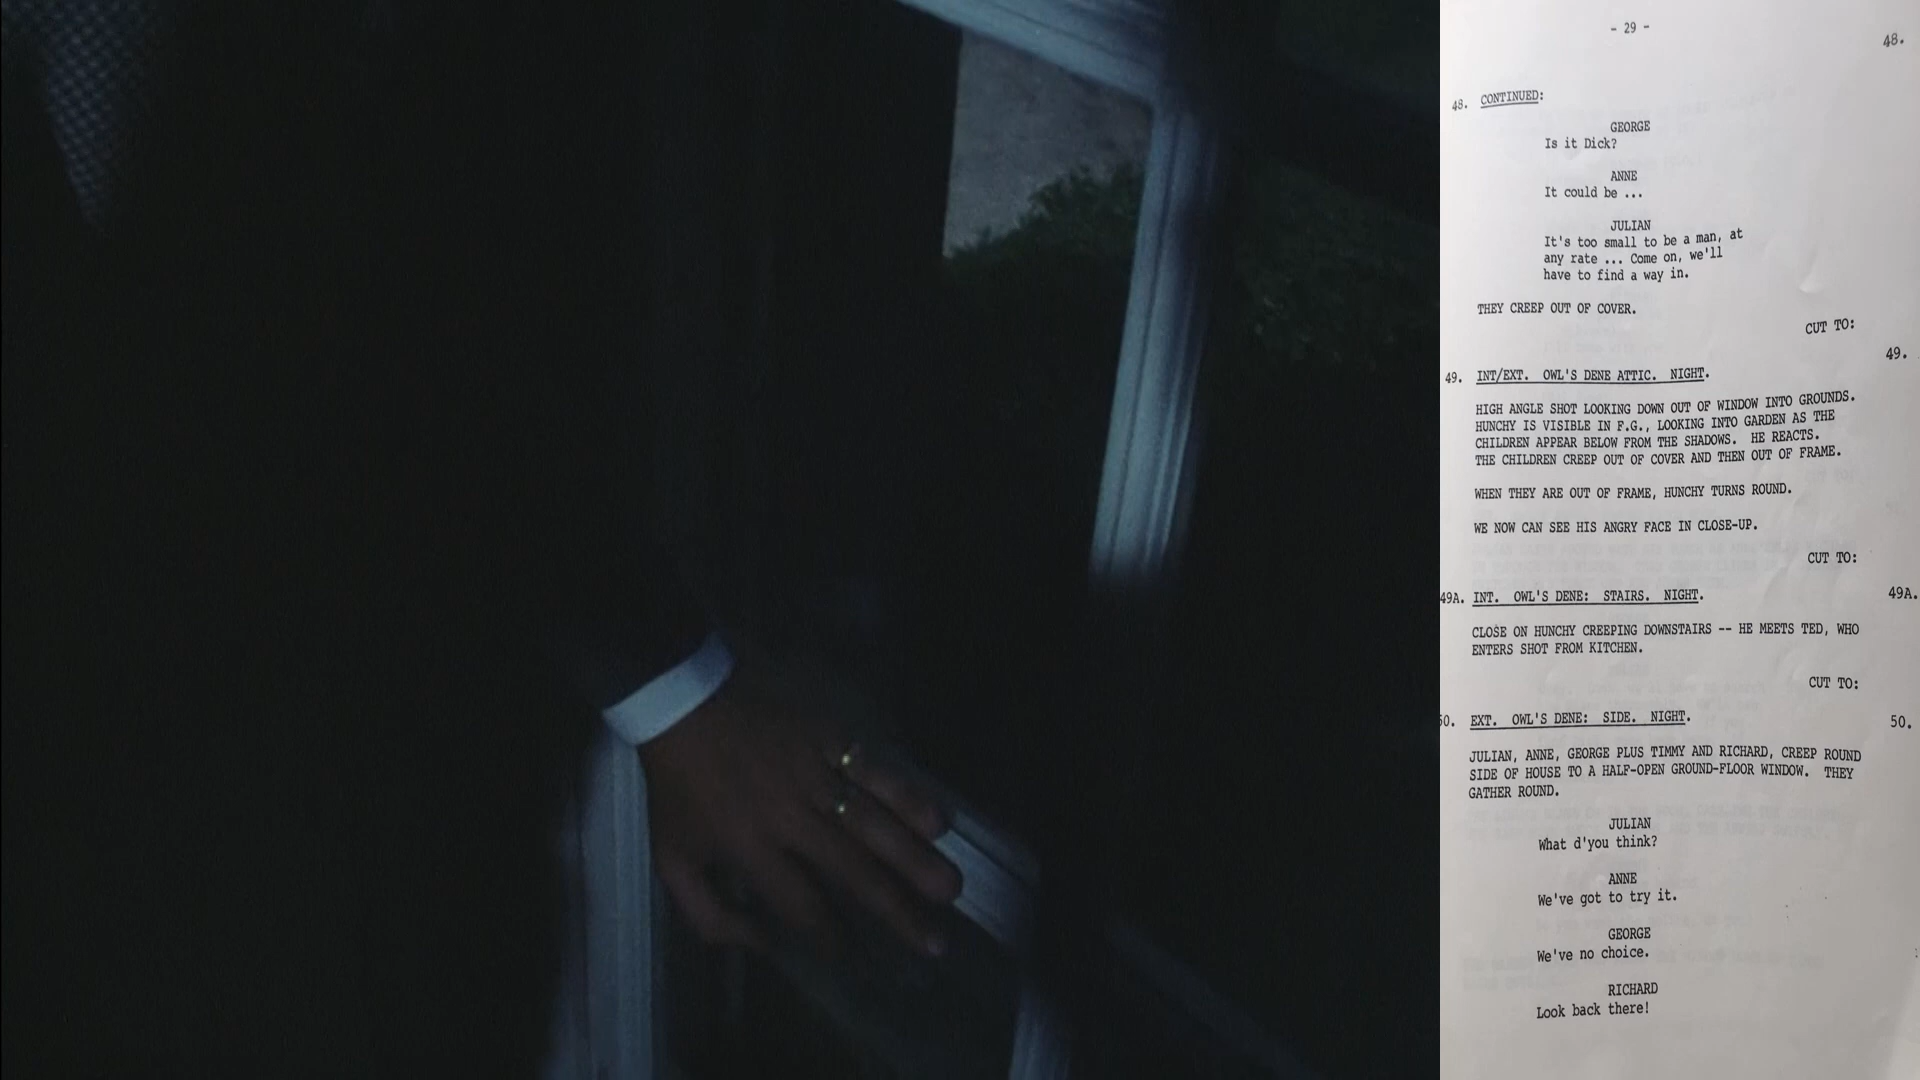 - 29 -
48.
48. CONTINUED:
GEORGE
Is it Dick?
ANNE
It could be ...
JULIAN
It's too small to be a man, at
any rate ... Come on, we'll
have to find a way in.
THEY CREEP OUT OF COVER.
CUT TO:
49.
49. INT/EXT. OWL'S DENE ATTIC. NIGHT.
HIGH ANGLE SHOT LOOKING DOWN OUT OF WINDOW INTO GROUNDS.
HUNCHY IS VISIBLE IN F.G., LOOKING INTO GARDEN AS THE
CHILDREN APPEAR BELOW FROM THE SHADOWS. HE REACTS.
THE CHILDREN CREEP OUT OF COVER AND THEN OUT OF FRAME.
WHEN THEY ARE OUT OF FRAME, HUNCHY TURNS ROUND.
WE NOW CAN SEE HIS ANGRY FACE IN CLOSE-UP.
CUT TO:
49A. INT. OWL'S DENE: STAIRS. NIGHT. 49A.
CLOSE ON HUNCHY CREEPING DOWNSTAIRS -- HE MEETS TED, WHO
ENTERS SHOT FROM KITCHEN.
CUT TO:
50. EXT. OWL'S DENE: SIDE. NIGHT. 50.
JULIAN, ANNE, GEORGE PLUS TIMMY AND RICHARD, CREEP ROUND
SIDE OF HOUSE TO A HALF-OPEN GROUND-FLOOR WINDOW. THEY
GATHER ROUND.
JULIAN
What d'you think?
ANNE
We've got to try it.
GEORGE
We've no choice.
RICHARD
Look back there!